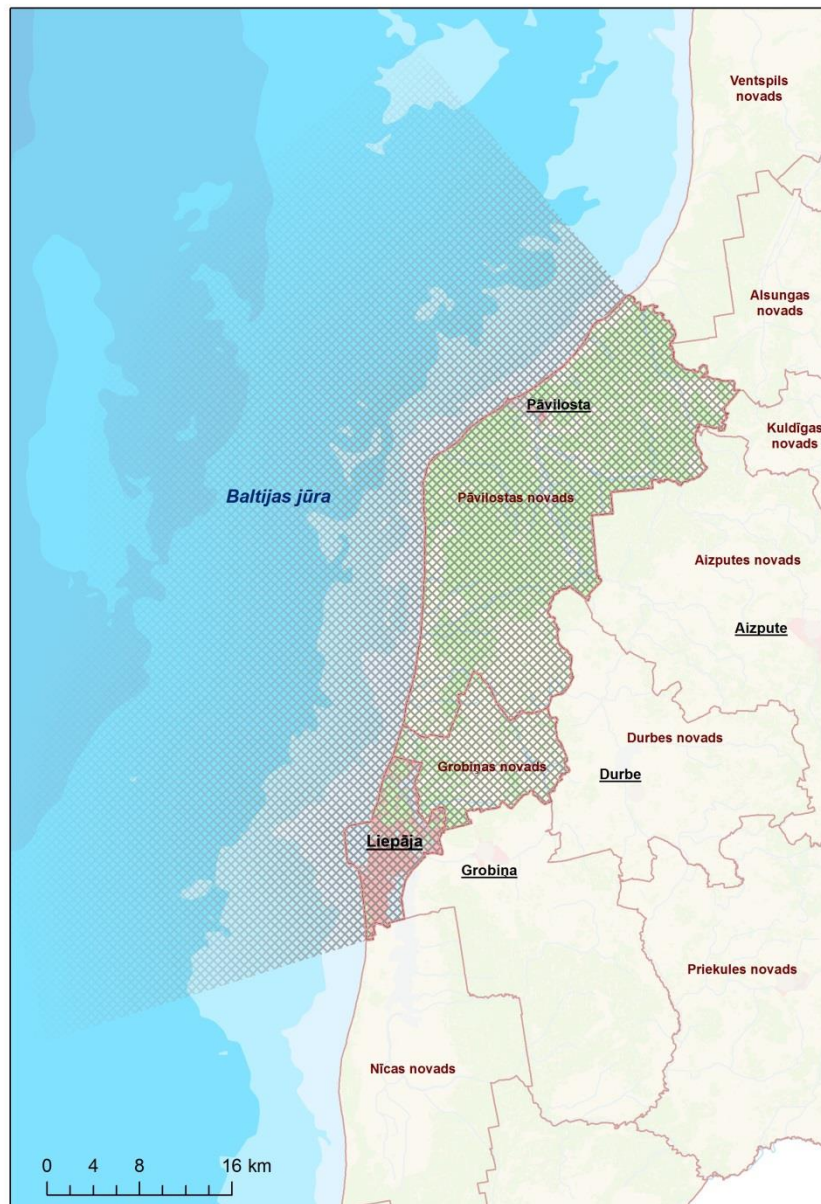 Ventspils
novads
Alsungas
novads
Pāvilosta
Kuldīgas
novads
Baltijas jūra
Pāvilostas novads
Aizputes novads
Aizpute
Durbes novads
Grobiņas novads
Durbe
Liepāja
Grobiņa
Priekules novads
Nīcas novads
0 4 8 16 km